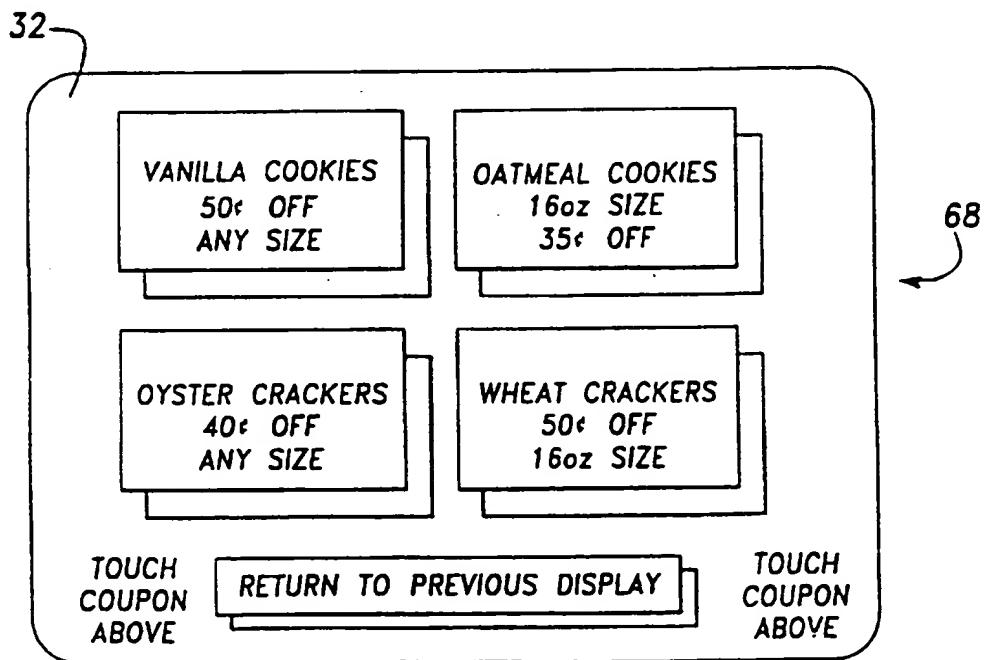 32
VANILLA COOKIES
50¢ OFF
ANY SIZE
OATMEAL COOKIES
16oz SIZE
35¢ OFF
68
OYSTER CRACKERS
40¢ OFF
ANY SIZE
WHEAT CRACKERS
50¢ OFF
16oz SIZE
TOUCH
COUPON
ABOVE
RETURN TO PREVIOUS DISPLAY
TOUCH
COUPON
ABOVE